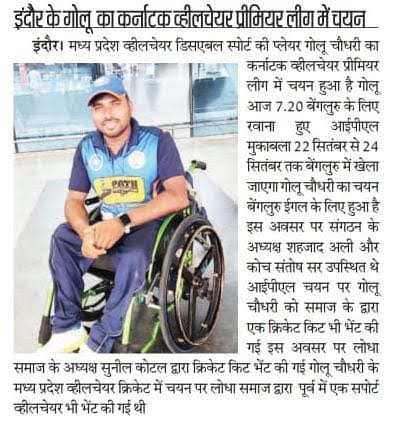 इंदौर के गोलू का कर्नाटक व्हीलचेयर प्रीमियर लीग में चयन
इंदौर। मध्य प्रदेश व्हीलचेयर डिसएबल स्पोर्ट की प्लेयर गोलू चौधरी का
कर्नाटक व्हीलचेयर प्रीमियर
लीग में चयन हुआ है गोलू
आज 7.20 बेंगलुरु के लिए
रवाना हुए आईपीएल
मुकाबला 22 सितंबर से 24
सितंबर तक बेंगलुरु में खेला
जाएगा गोलू चौधरी का चयन
बेंगलुरु ईगल के लिए हुआ है
इस अवसर पर संगठन के
अध्यक्ष शहजाद अली और
कोच संतोष सर उपस्थित थे
आईपीएल चयन पर गोलू
चौधरी को समाज के द्वारा
एक क्रिकेट किट भी भेंट की
गई इस अवसर पर लोधा
समाज के अध्यक्ष सुनील कोटल द्वारा क्रिकेट किट भेंट की गई गोलू चौधरी के
मध्य प्रदेश व्हीलचेयर क्रिकेट में चयन पर लोधा समाज द्वारा पूर्व में एक सपोर्ट
व्हीलचेयर भी भेंट की गई थी
PATH